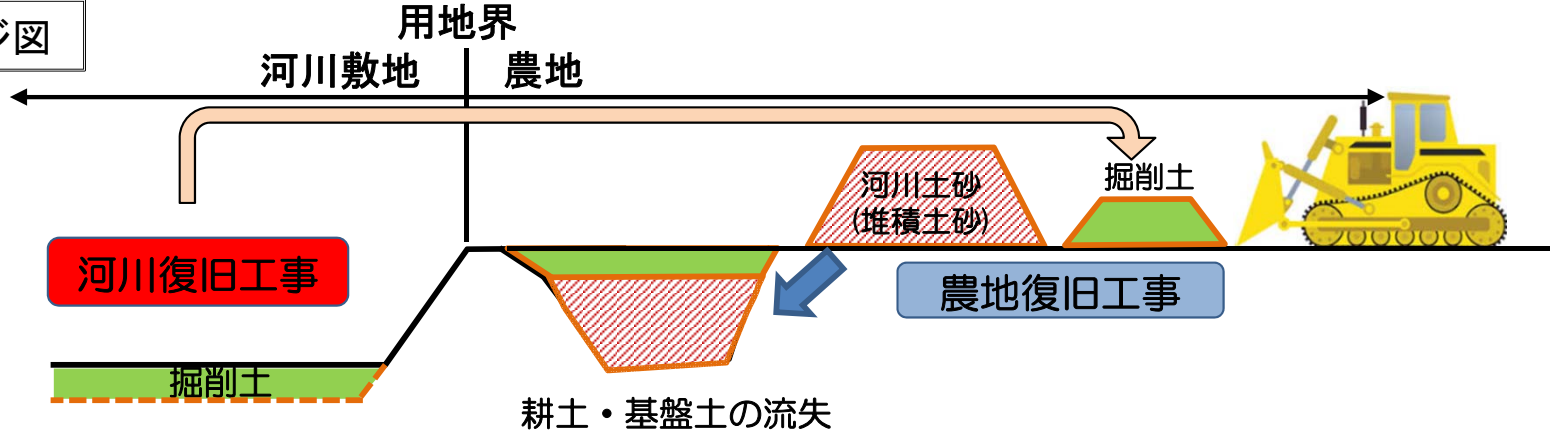 ジ図
用地界
河川敷地
農地
河川土砂
(堆積土砂)
掘削土
河川復旧工事
農地復旧工事
掘削土
耕土・基盤土の流失